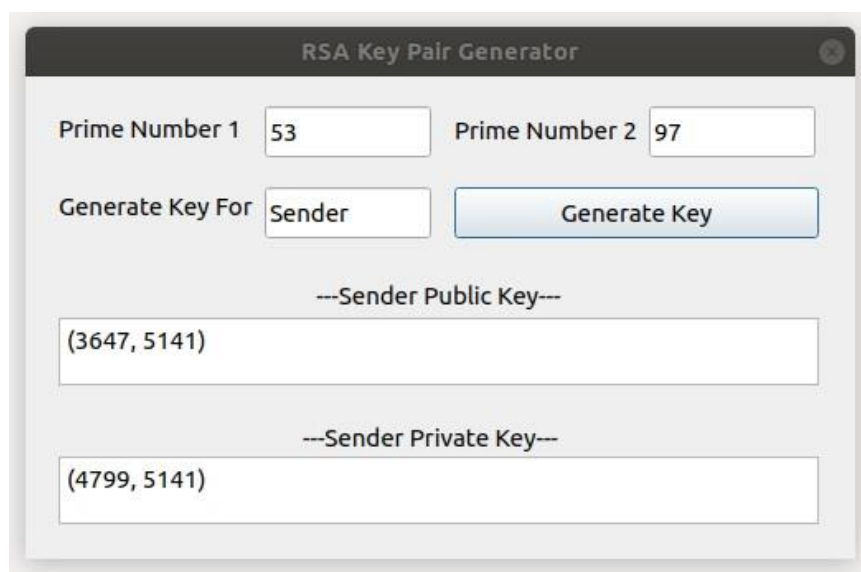 RSA Key Pair Generator
Prime Number 1 53 Prime Number 2 97
Generate Key For Sender Generate Key
---Sender Public Key---
(3647, 5141)
---Sender Private Key---
(4799, 5141)